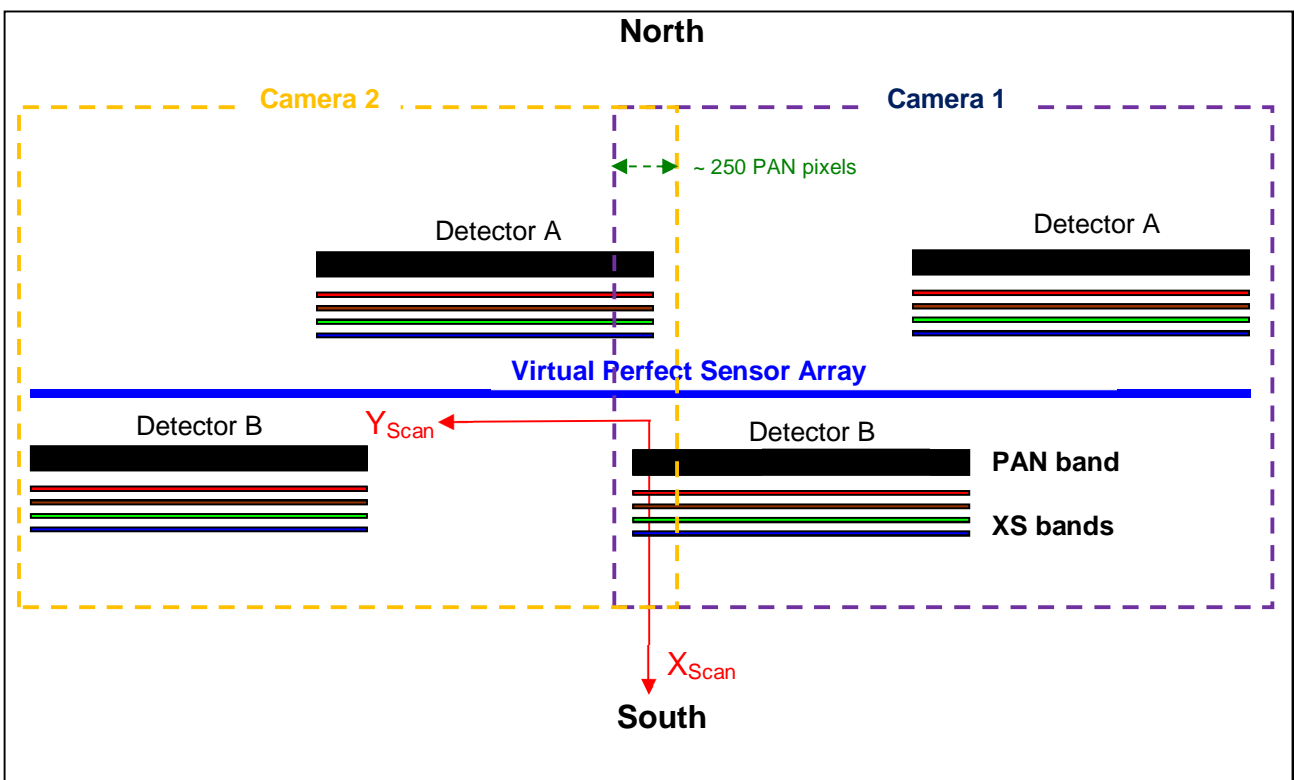 North
Camera 2
Camera 1
~ 250 PAN pixels
Detector A
Detector A
Virtual Perfect Sensor Array
Detector B
YScan
Detector B
PAN band
XS bands
XScan
South